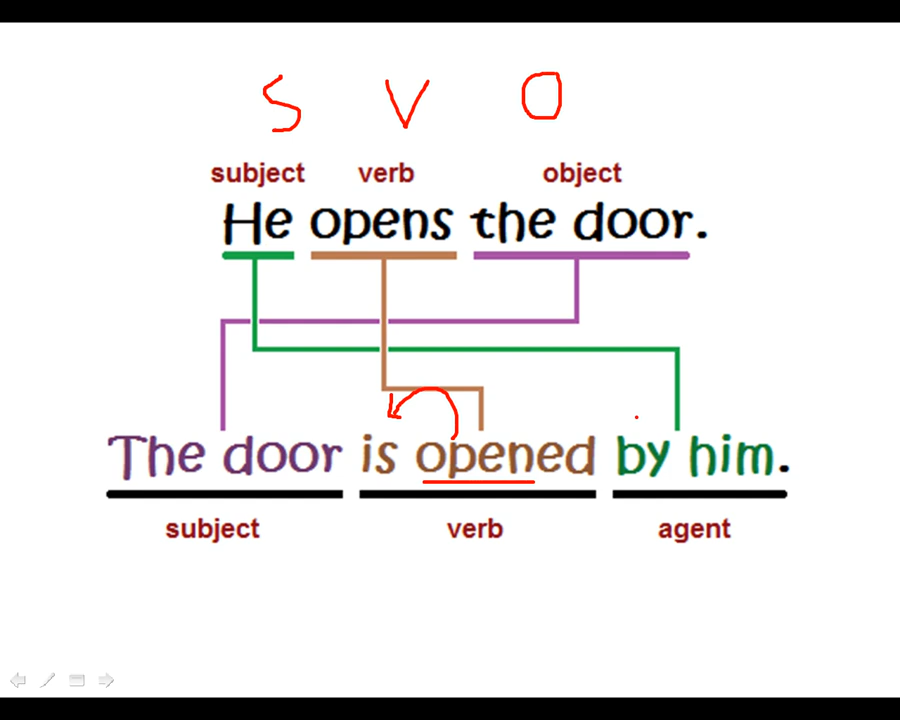 S V O
subject verb object
He opens the door.
The door is opened by him.
subject verb agent